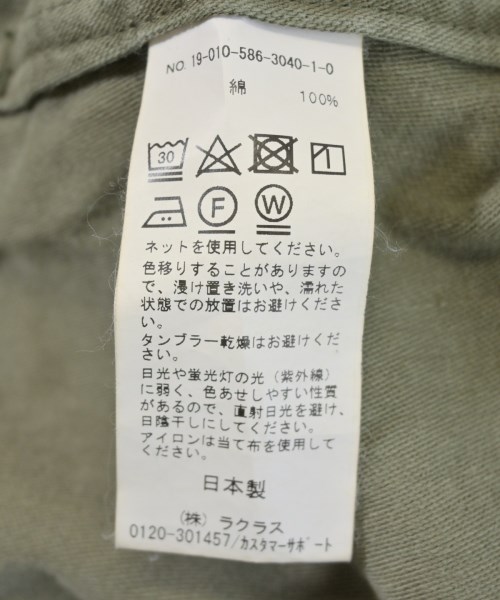 NO. 19-010-586-3040-1-0
綿 100%
30
F W
ネットを使用してください。
色移りすることがありますの
で、浸け置き洗いや、濡れた
状態での放置はお避けくださ
い。
タンブラー乾燥はお避けくだ
さい。
日光や蛍光灯の光（紫外線）
に弱く、色あせしやすい性質
があるので、直射日光を避け、
日陰干しにしてください。
アイロンは当て布を使用して
ください。
日本製
（株）ラクラス
0120-301457/ｶｽﾀﾏｰｻﾎﾟｰﾄ